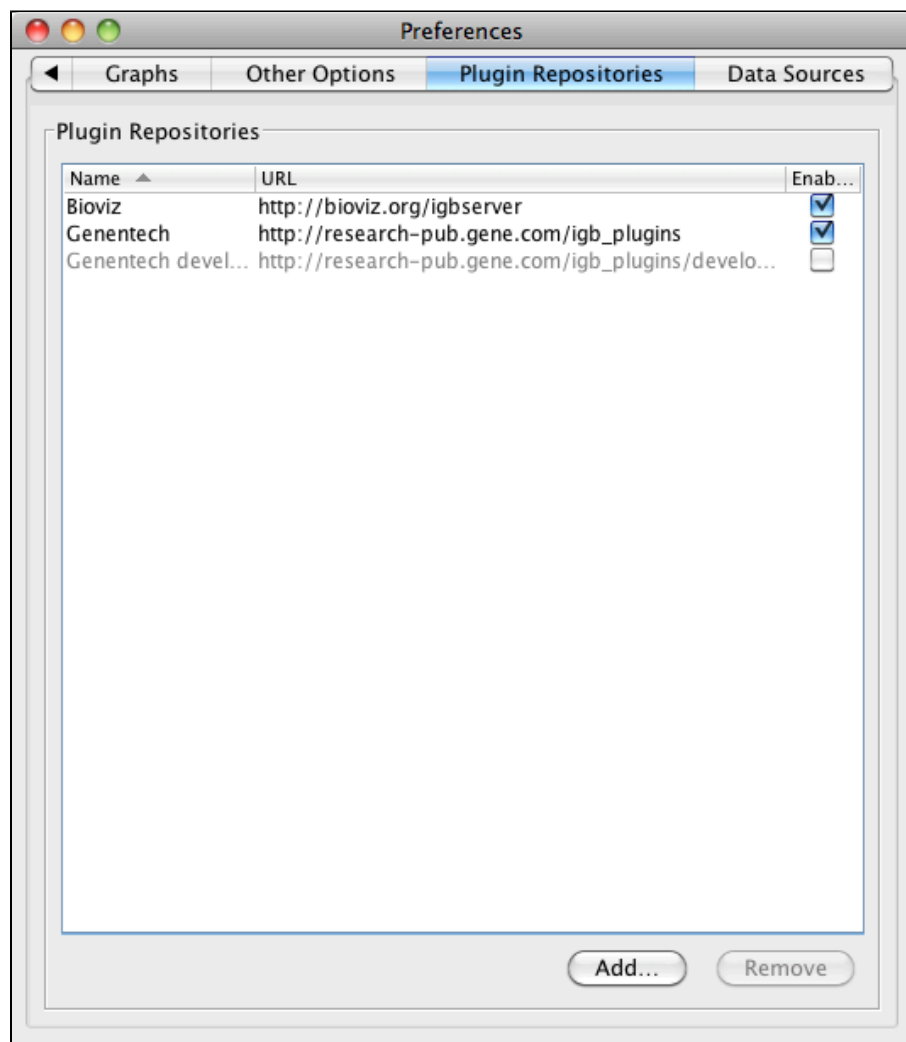 Preferences
Graphs Other Options Plugin Repositories Data Sources
Plugin Repositories
Name URL Enab...
Bioviz http://bioviz.org/igbserver
Genentech http://research-pub.gene.com/igb_plugins
Genentech devel... http://research-pub.gene.com/igb_plugins/develo...
Add... Remove